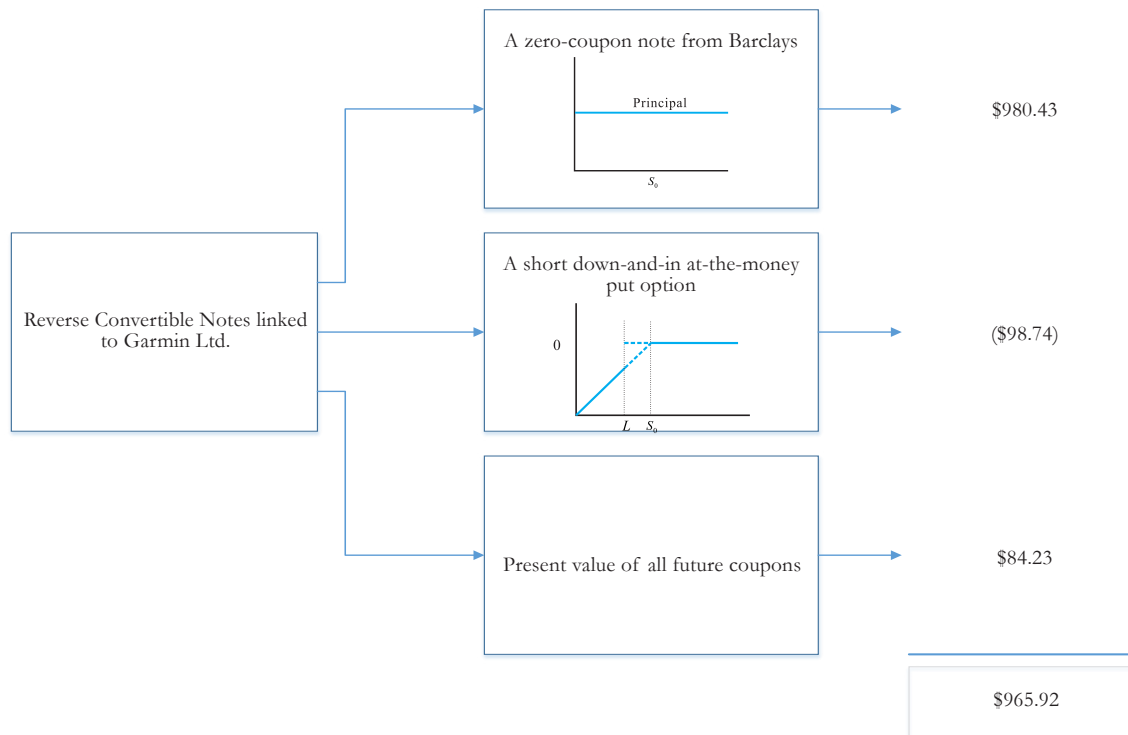 A zero-coupon note from Barclays
Principal
S₀
$980.43
Reverse Convertible Notes linked
to Garmin Ltd.
A short down-and-in at-the-money
put option
0
L S₀
($98.74)
Present value of all future coupons
$84.23
$965.92